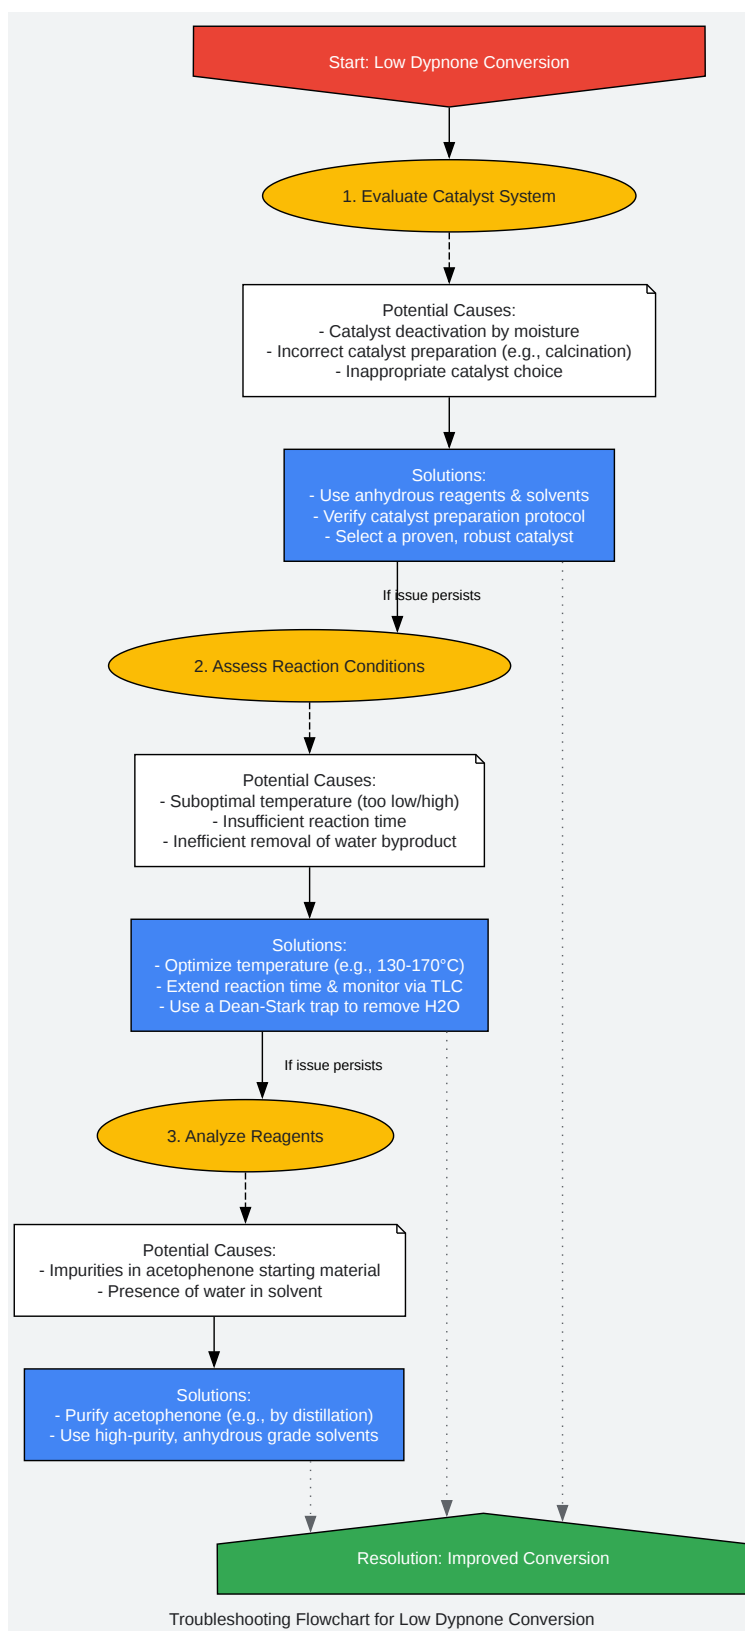 Start: Low Dypnone Conversion
1. Evaluate Catalyst System
Potential Causes:
- Catalyst deactivation by moisture
- Incorrect catalyst preparation (e.g., calcination)
- Inappropriate catalyst choice
Solutions:
- Use anhydrous reagents & solvents
- Verify catalyst preparation protocol
- Select a proven, robust catalyst
If issue persists
2. Assess Reaction Conditions
Potential Causes:
- Suboptimal temperature (too low/high)
- Insufficient reaction time
- Inefficient removal of water byproduct
Solutions:
- Optimize temperature (e.g., 130-170°C)
- Extend reaction time & monitor via TLC
- Use a Dean-Stark trap to remove H2O
If issue persists
3. Analyze Reagents
Potential Causes:
- Impurities in acetophenone starting material
- Presence of water in solvent
Solutions:
- Purify acetophenone (e.g., by distillation)
- Use high-purity, anhydrous grade solvents
Resolution: Improved Conversion
Troubleshooting Flowchart for Low Dypnone Conversion